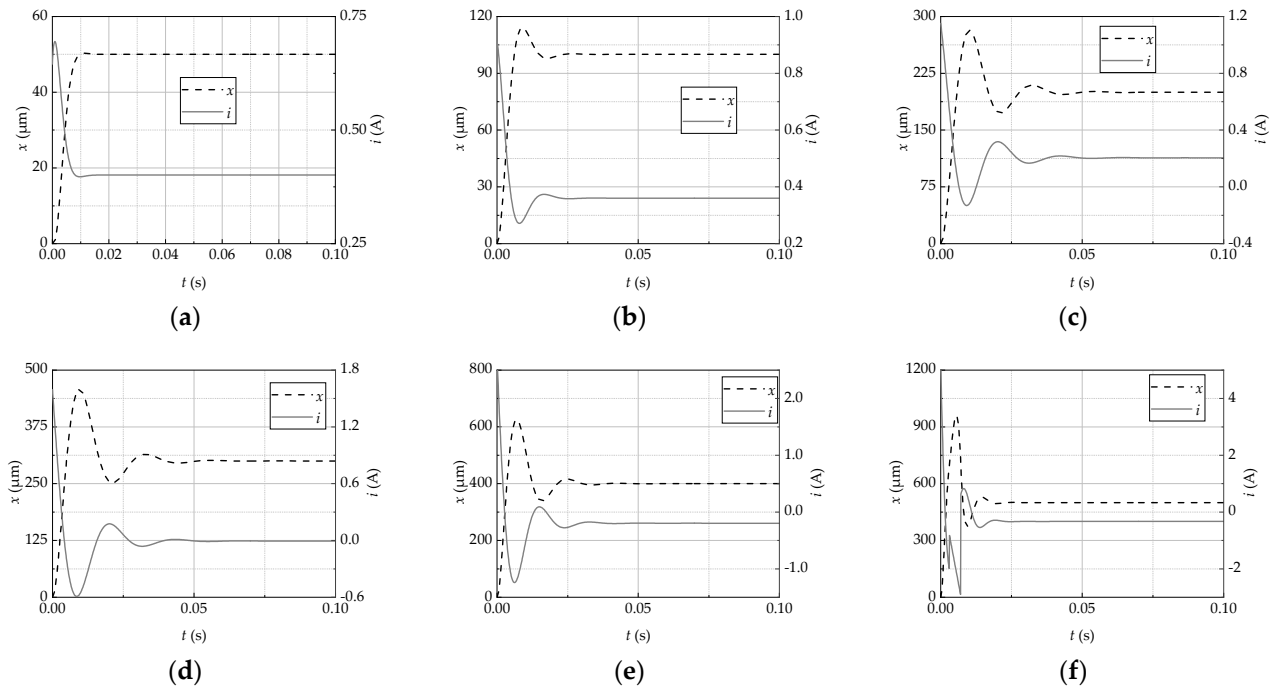 60
50
40
30
20
10
0
x (μm)
0.75
0.50
0.25
i (A)
x
i
0.00 0.02 0.04 0.06 0.08 0.10
t (s)
(a)
120
90
60
30
0
x (μm)
1.0
0.8
0.6
0.4
0.2
i (A)
x
i
0.00 0.05 0.10
t (s)
(b)
300
225
150
75
0
x (μm)
1.2
0.8
0.4
0.0
-0.4
i (A)
x
i
0.00 0.05 0.10
t (s)
(c)
500
375
250
125
0
x (μm)
1.8
1.2
0.6
0.0
-0.6
i (A)
x
i
0.00 0.05 0.10
t (s)
(d)
800
600
400
200
0
x (μm)
2.0
1.0
0.0
-1.0
i (A)
x
i
0.00 0.05 0.10
t (s)
(e)
1200
900
600
300
0
x (μm)
4
2
0
-2
i (A)
x
i
0.00 0.05 0.10
t (s)
(f)